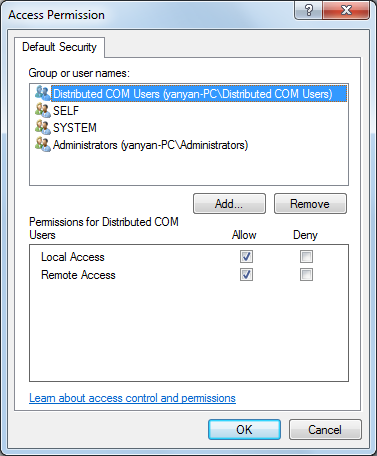 Access Permission
Default Security
Group or user names:
Distributed COM Users (yanyan-PC\Distributed COM Users)
SELF
SYSTEM
Administrators (yanyan-PC\Administrators)
Add... Remove
Permissions for Distributed COM
Users Allow Deny
Local Access
Remote Access
Learn about access control and permissions
OK Cancel